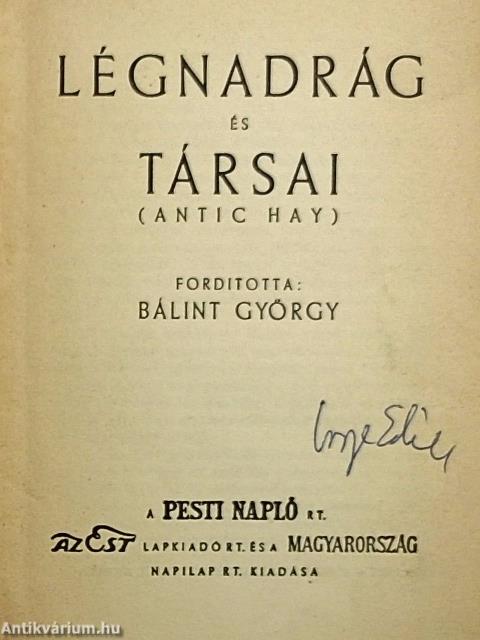 LÉGNADRÁG
ÉS
TÁRSAI
(ANTIC HAY)
FORDITOTTA:
BÁLINT GYÖRGY
A PESTI NAPLÓ RT.
AZ EST LAPKIADÓ RT. ÉS A MAGYARORSZÁG
NAPILAP RT. KIADÁSA
Antikvárium.hu